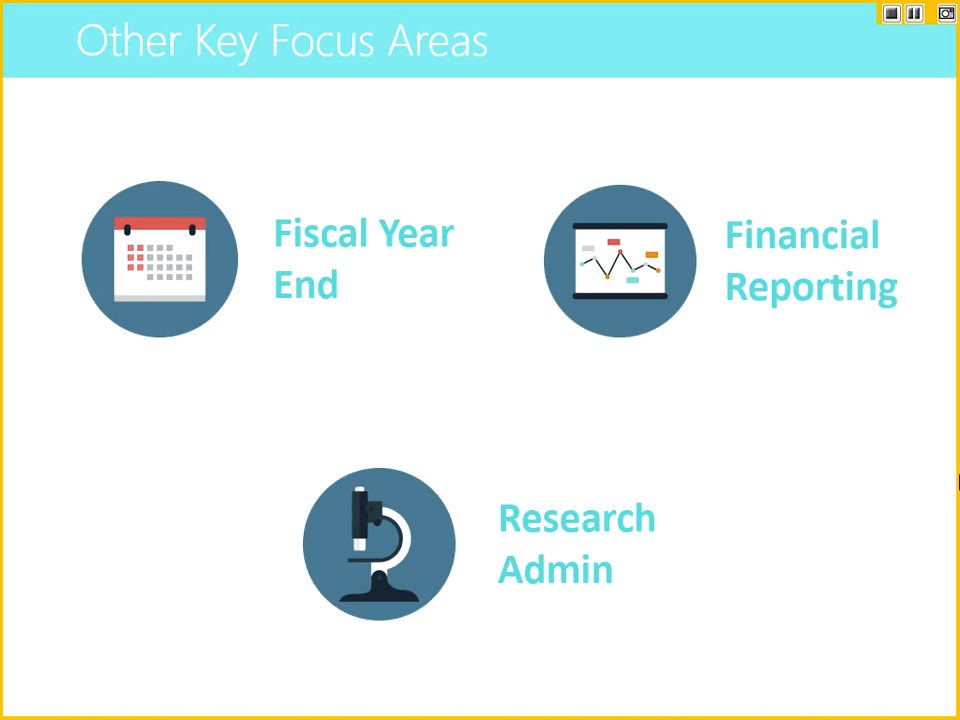 Other Key Focus Areas
Fiscal Year
End
Financial
Reporting
Research
Admin